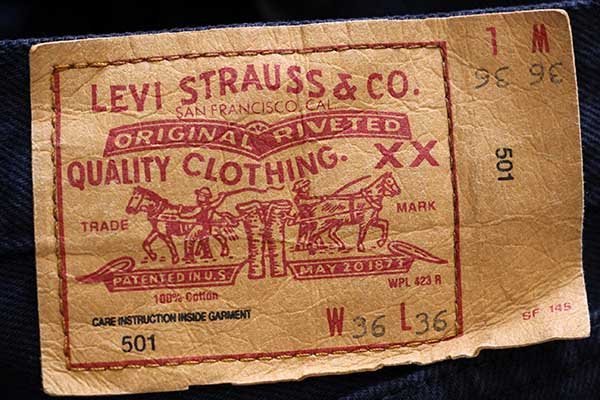 LEVI STRAUSS & CO.
SAN FRANCISCO, CAL
ORIGINAL RIVETED
QUALITY CLOTHING. XX
TRADE MARK
PATENTED IN U.S. MAY 20 1873
WPL 423 R
100% Cotton
CARE INSTRUCTION INSIDE GARMENT
501
W 36 L 36
W L
36 36
501
SF 145